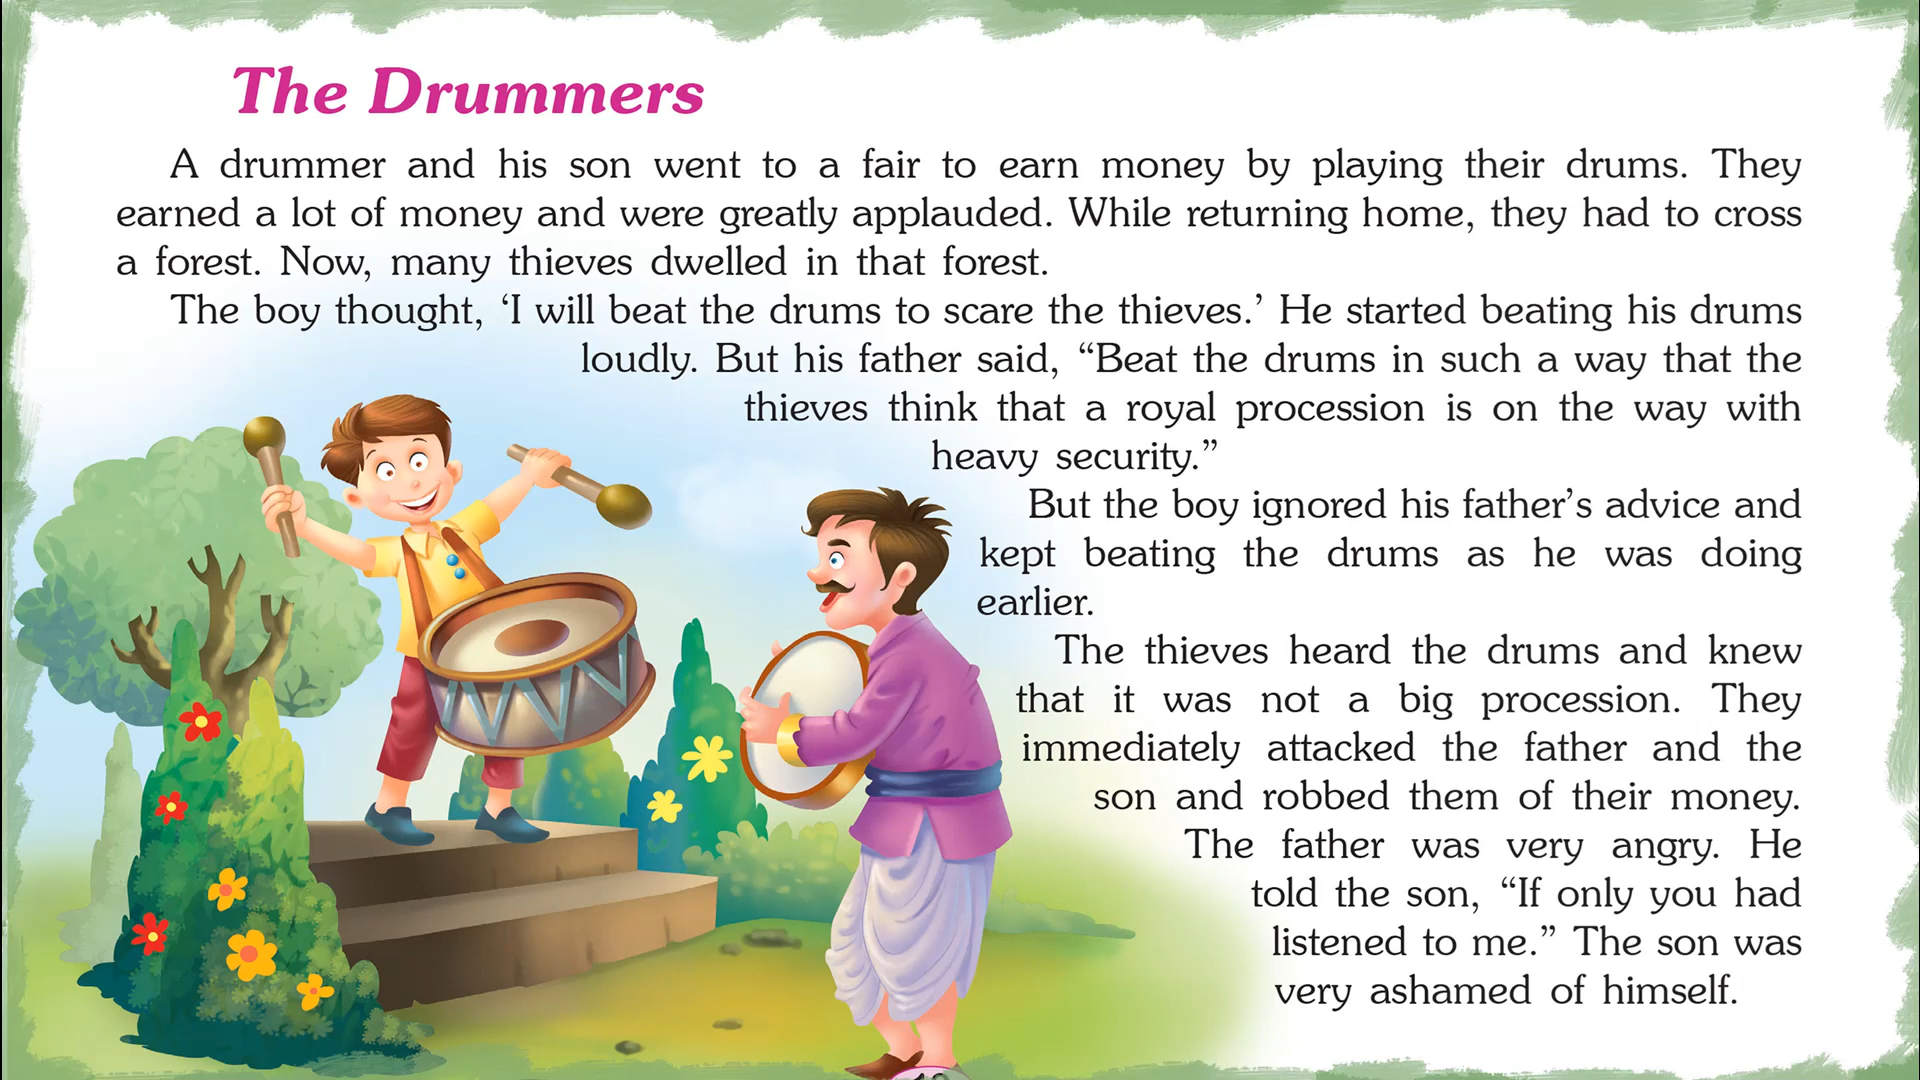 The Drummers
A drummer and his son went to a fair to earn money by playing their drums. They
earned a lot of money and were greatly applauded. While returning home, they had to cross
a forest. Now, many thieves dwelled in that forest.
The boy thought, ‘I will beat the drums to scare the thieves.’ He started beating his drums
loudly. But his father said, “Beat the drums in such a way that the
thieves think that a royal procession is on the way with
heavy security.”
But the boy ignored his father’s advice and
kept beating the drums as he was doing
earlier.
The thieves heard the drums and knew
that it was not a big procession. They
immediately attacked the father and the
son and robbed them of their money.
The father was very angry. He
told the son, “If only you had
listened to me.” The son was
very ashamed of himself.